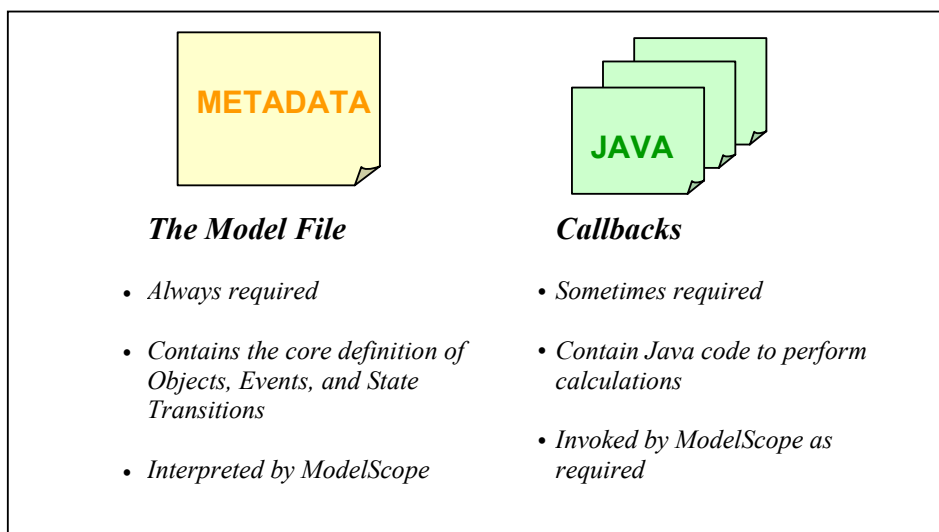 METADATA
The Model File
• Always required
• Contains the core definition of
Objects, Events, and State
Transitions
• Interpreted by ModelScope
JAVA
Callbacks
• Sometimes required
• Contain Java code to perform
calculations
• Invoked by ModelScope as
required